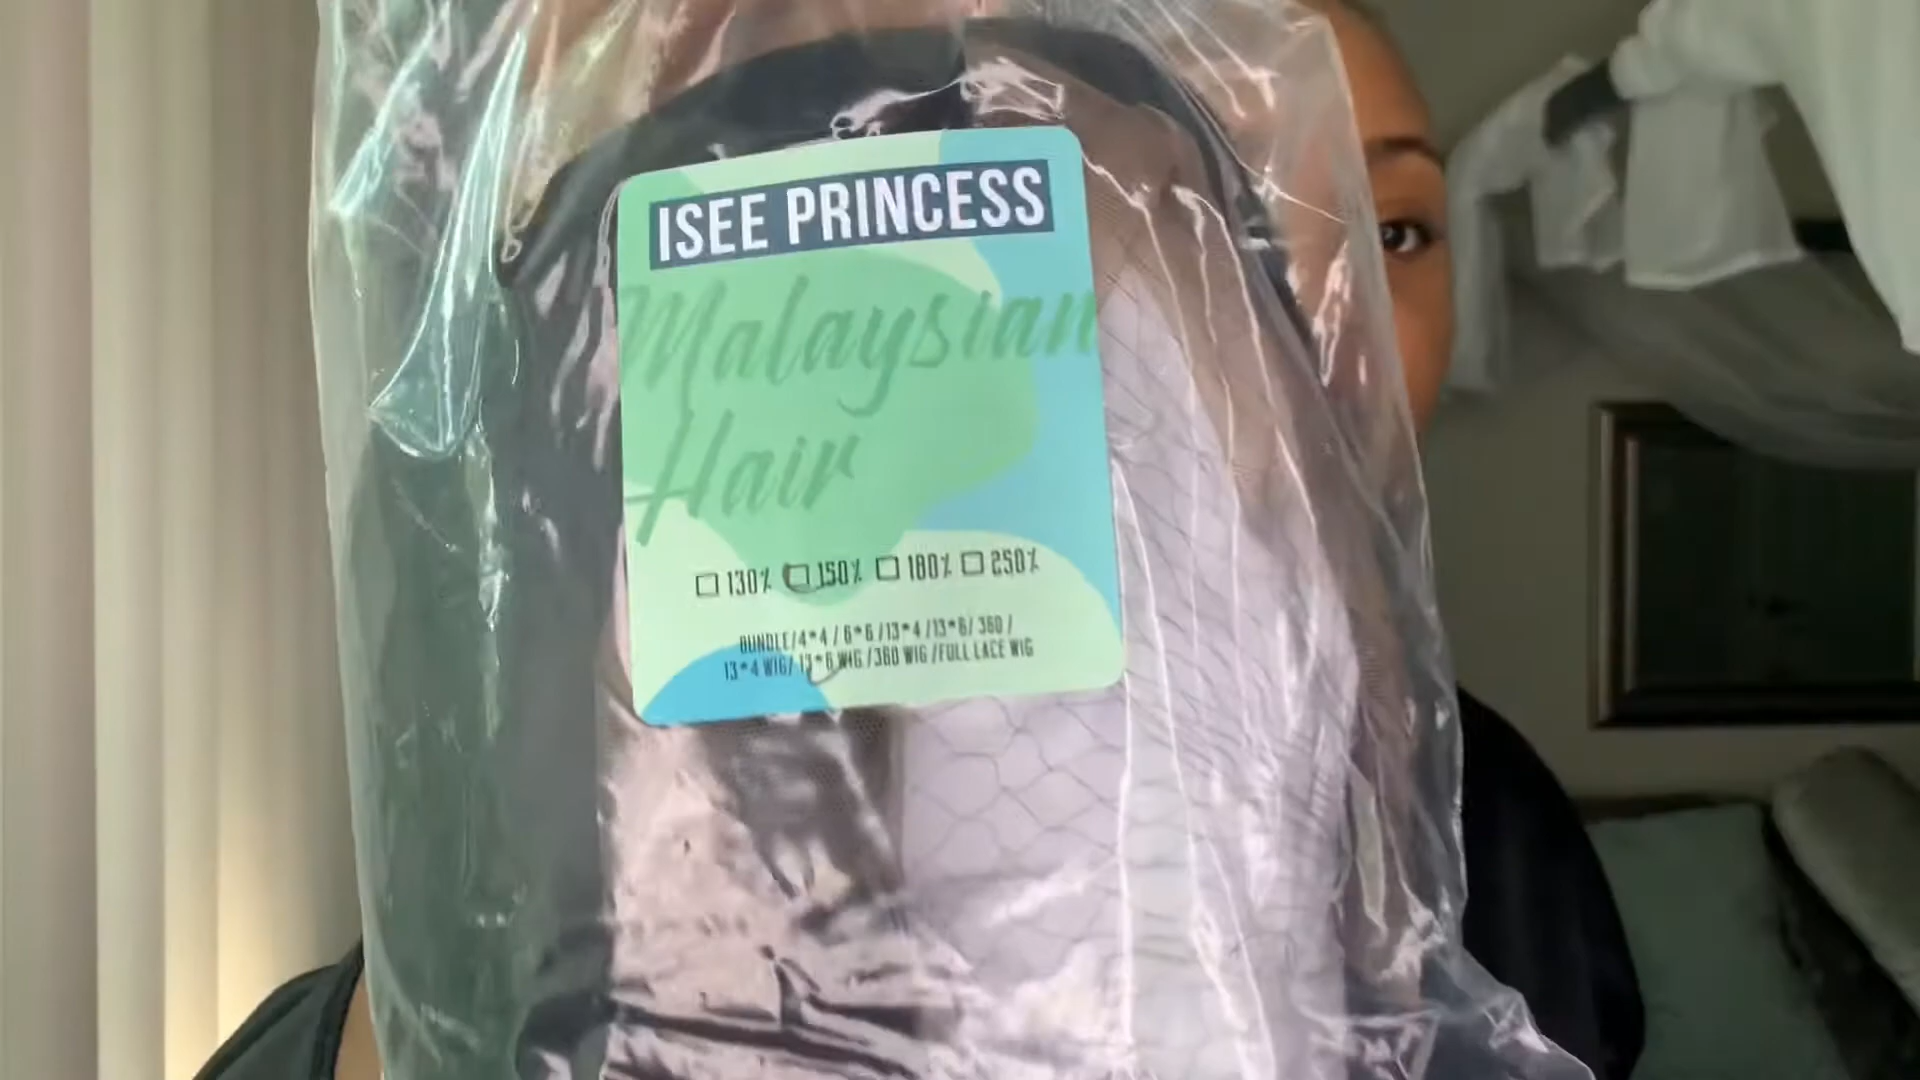 ISEE PRINCESS
Malaysian
Hair
130% 150% 180% 250%
BUNDLE/4*4/6*6/13*4/13*6/360/
13*4 WIG/13*6 WIG/360 WIG/FULL LACE WIG